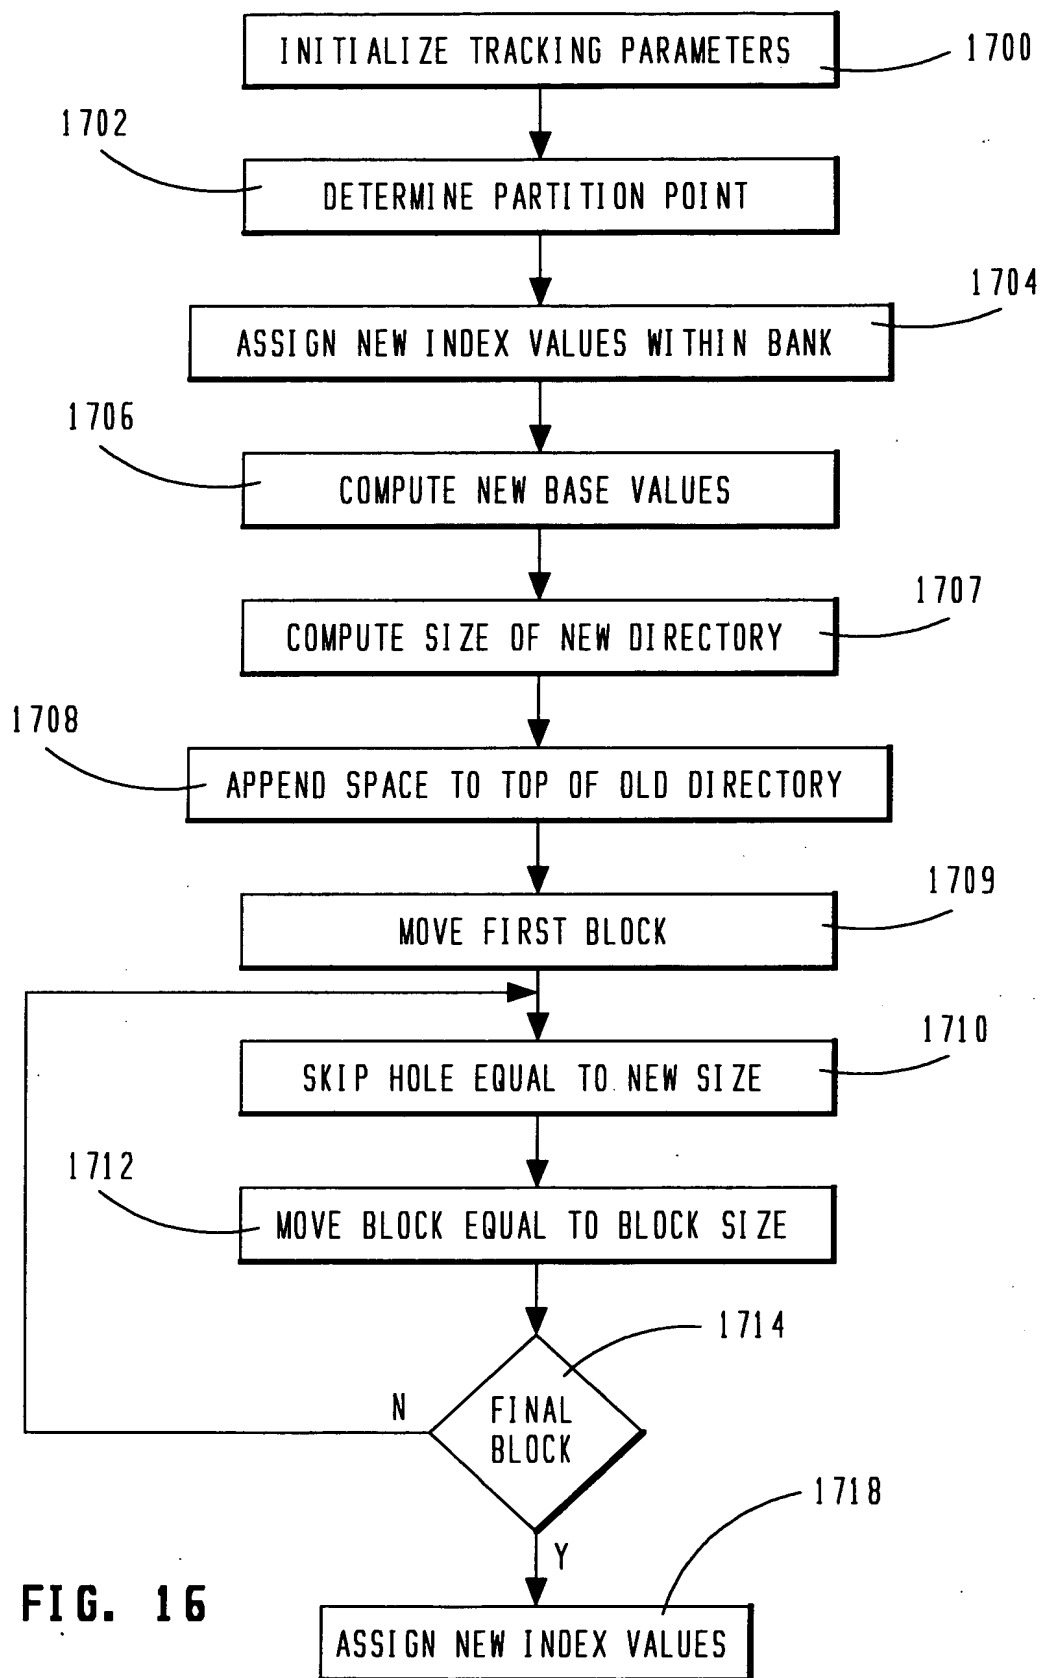 INITIALIZE TRACKING PARAMETERS
1700
1702
DETERMINE PARTITION POINT
1704
ASSIGN NEW INDEX VALUES WITHIN BANK
1706
COMPUTE NEW BASE VALUES
1707
COMPUTE SIZE OF NEW DIRECTORY
1708
APPEND SPACE TO TOP OF OLD DIRECTORY
1709
MOVE FIRST BLOCK
1710
SKIP HOLE EQUAL TO NEW SIZE
1712
MOVE BLOCK EQUAL TO BLOCK SIZE
1714
N
FINAL
BLOCK
1718
Y
FIG. 16
ASSIGN NEW INDEX VALUES